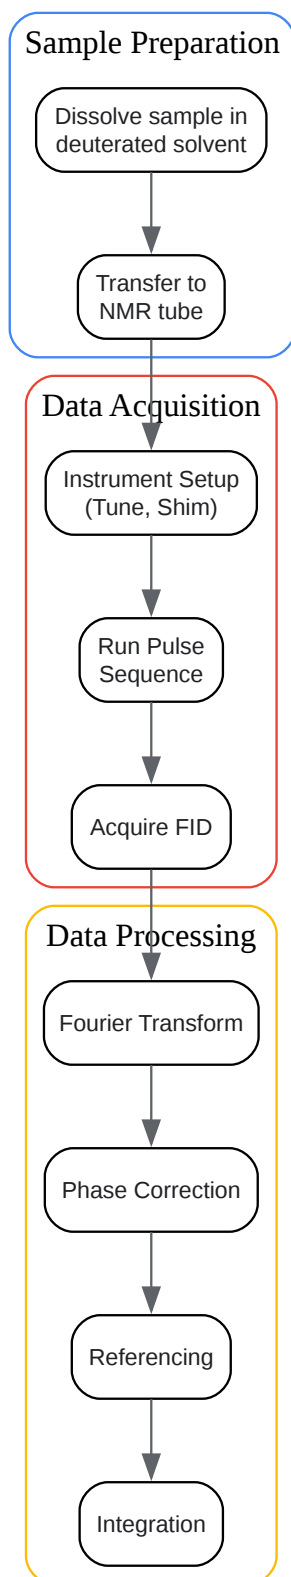 Sample Preparation
Dissolve sample in
deuterated solvent
Transfer to
NMR tube
Data Acquisition
Instrument Setup
(Tune, Shim)
Run Pulse
Sequence
Acquire FID
Data Processing
Fourier Transform
Phase Correction
Referencing
Integration